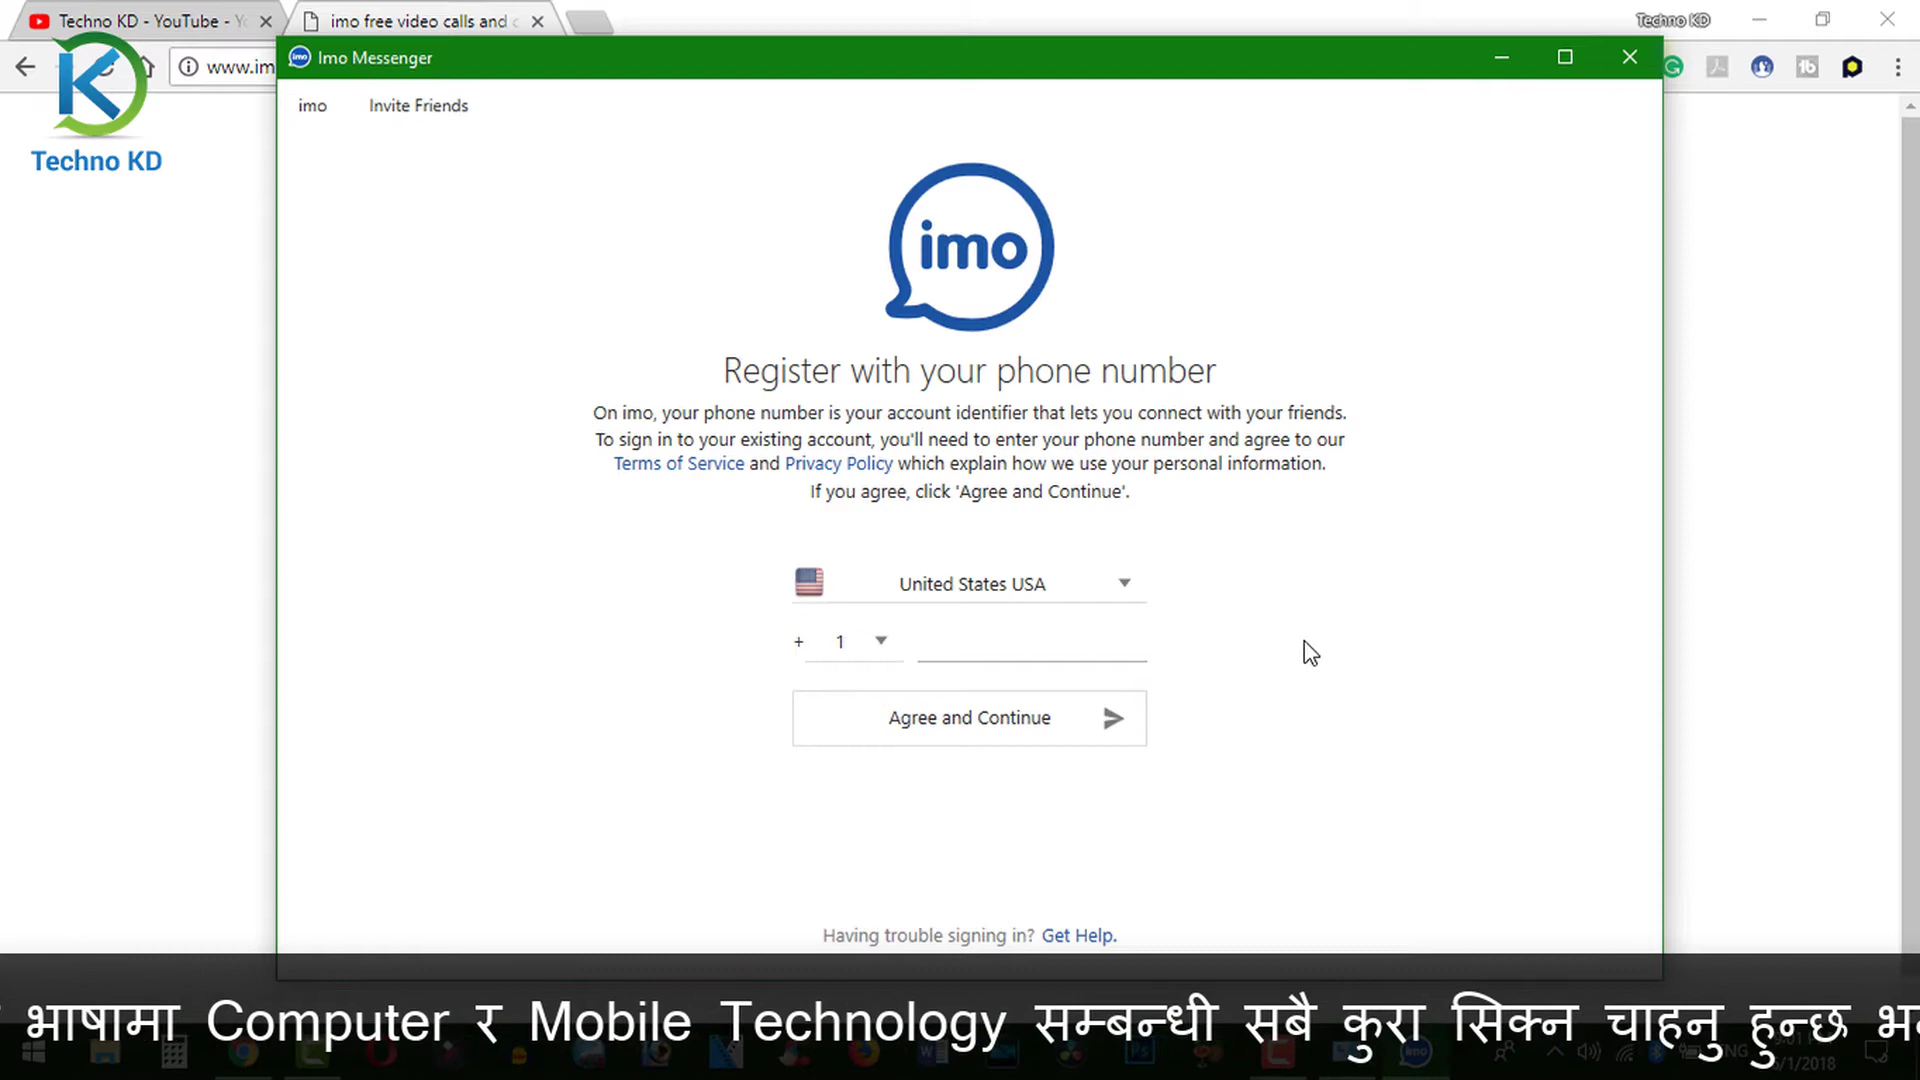 Techno KD - YouTube - Yo
imo free video calls and c
Techno KD
www.im
Techno KD
Imo Messenger
imo
Invite Friends
imo
Register with your phone number
On imo, your phone number is your account identifier that lets you connect with your friends.
To sign in to your existing account, you'll need to enter your phone number and agree to our
Terms of Service and Privacy Policy which explain how we use your personal information.
If you agree, click 'Agree and Continue'.
United States USA
+ 1
Agree and Continue
Having trouble signing in? Get Help.
भाषामा Computer र Mobile Technology सम्बन्धी सबै कुरा सिक्न चाहनु हुन्छ